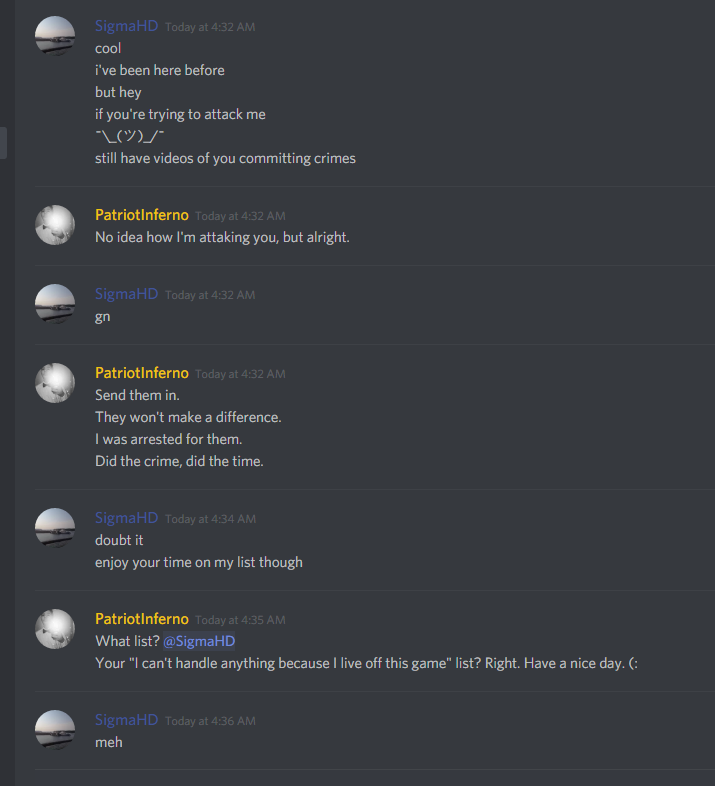 SigmaHD Today at 4:32 AM
cool
i've been here before
but hey
if you're trying to attack me
¯\_(ツ)_/¯
still have videos of you committing crimes
PatriotInferno Today at 4:32 AM
No idea how I'm attaking you, but alright.
SigmaHD Today at 4:32 AM
gn
PatriotInferno Today at 4:32 AM
Send them in.
They won't make a difference.
I was arrested for them.
Did the crime, did the time.
SigmaHD Today at 4:34 AM
doubt it
enjoy your time on my list though
PatriotInferno Today at 4:35 AM
What list? @SigmaHD
Your "I can't handle anything because I live off this game" list? Right. Have a nice day. (:
SigmaHD Today at 4:36 AM
meh